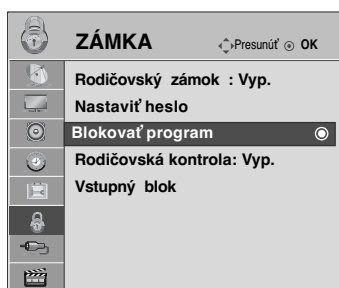 ZÁMKA
Presunúť OK
Rodičovský zámok : Vyp.
Nastaviť heslo
Blokovať program
Rodičovská kontrola: Vyp.
Vstupný blok